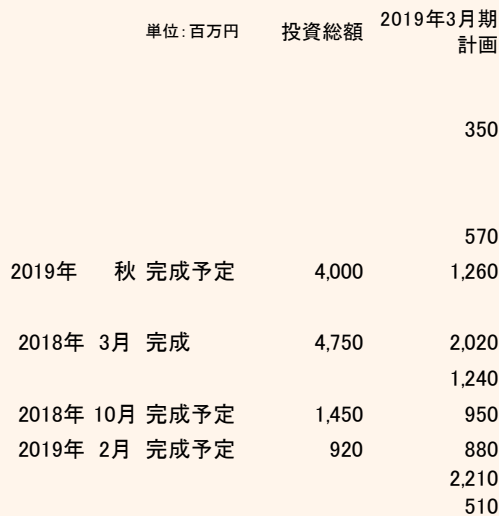 単位：百万円 投資総額 2019年3月期
計画
350
570
2019年 秋 完成予定 4,000 1,260
2018年 3月 完成 4,750 2,020
1,240
2018年 10月 完成予定 1,450 950
2019年 2月 完成予定 920 880
2,210
510